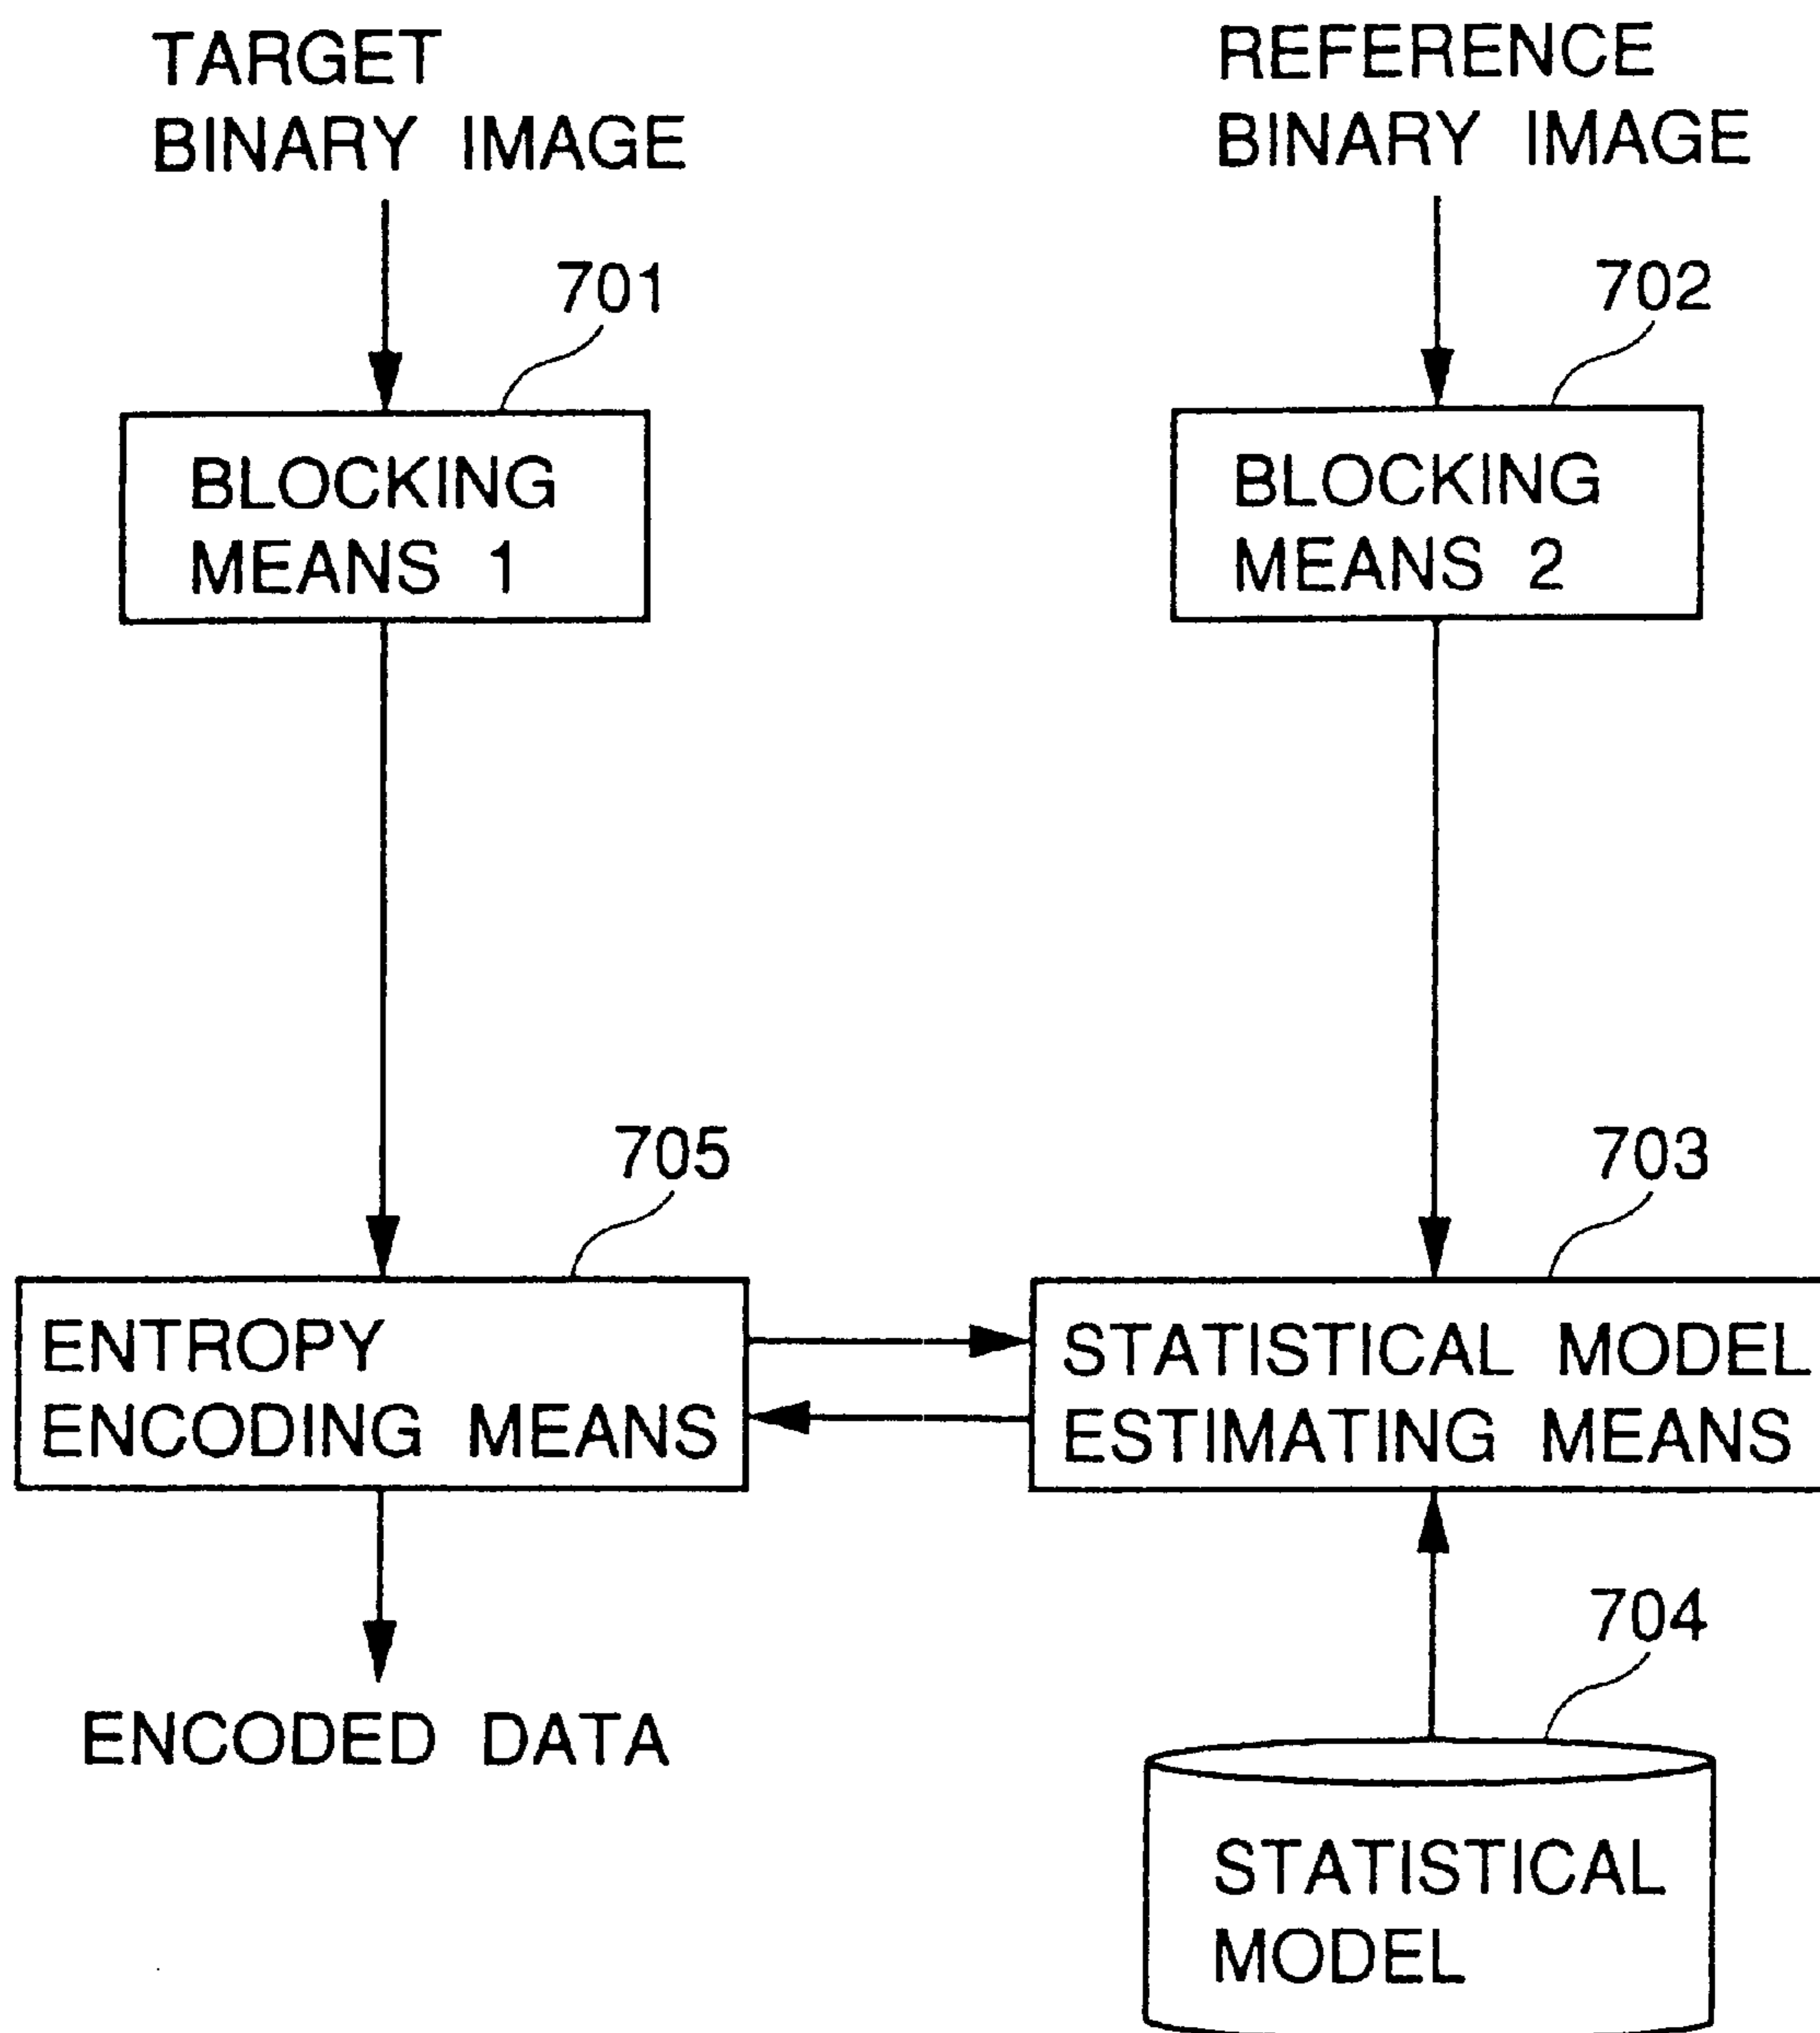 TARGET
BINARY IMAGE
REFERENCE
BINARY IMAGE
701
702
BLOCKING
MEANS 1
BLOCKING
MEANS 2
705
703
ENTROPY
ENCODING MEANS
STATISTICAL MODEL
ESTIMATING MEANS
704
ENCODED DATA
STATISTICAL
MODEL